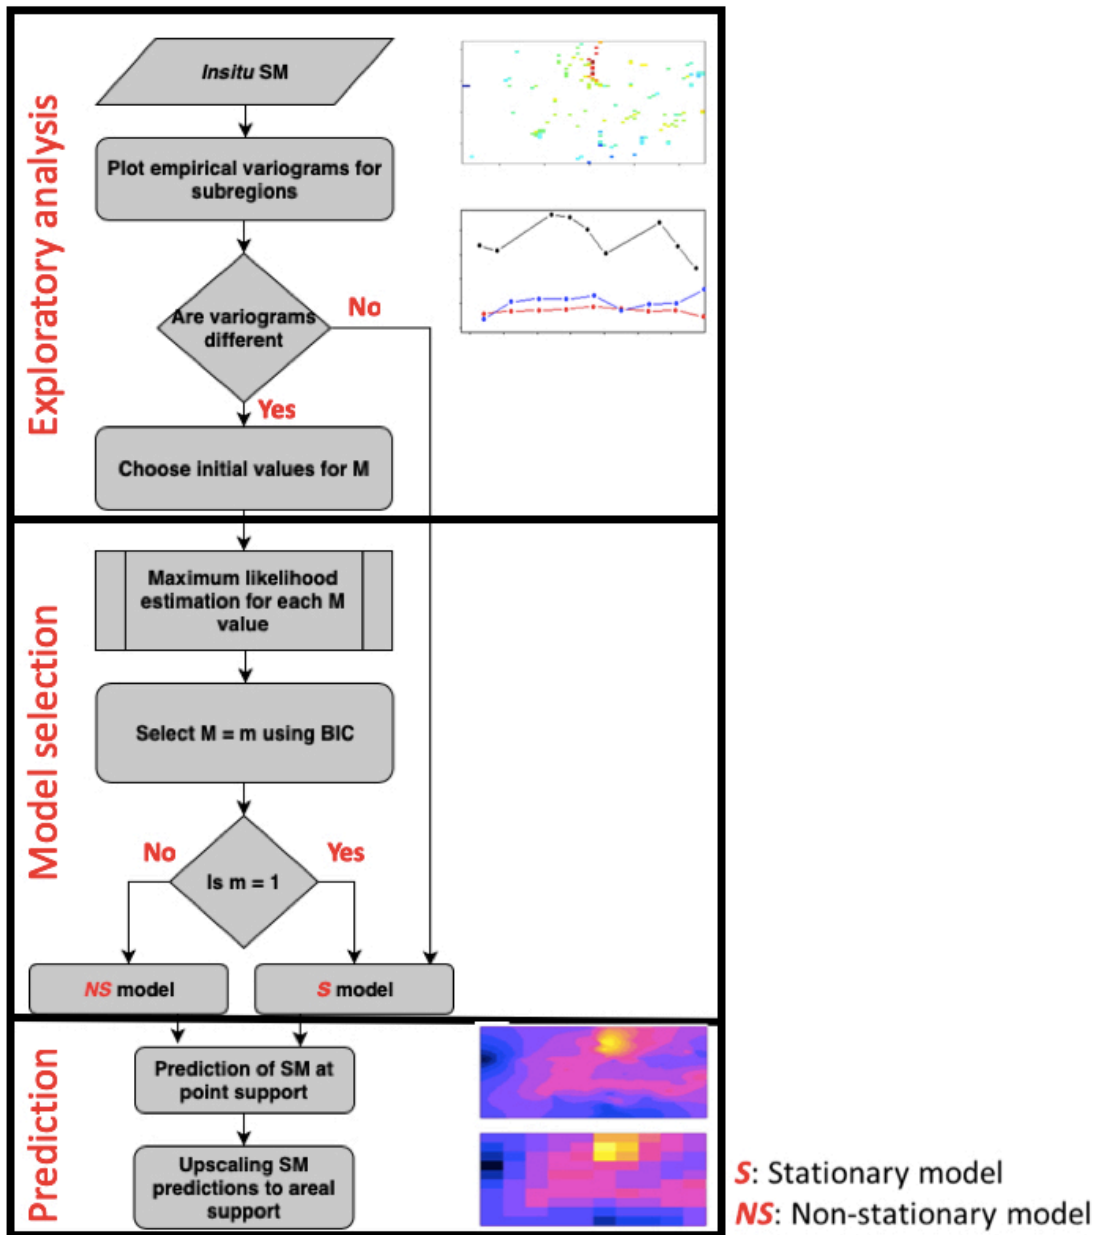 Exploratory analysis
Insitu SM
Plot empirical variograms for
subregions
Are variograms
different
No
Yes
Choose initial values for M
Model selection
Maximum likelihood
estimation for each M
value
Select M = m using BIC
No
Yes
Is m = 1
NS model
S model
Prediction
Prediction of SM at
point support
Upscaling SM
predictions to areal
support
S: Stationary model
NS: Non-stationary model